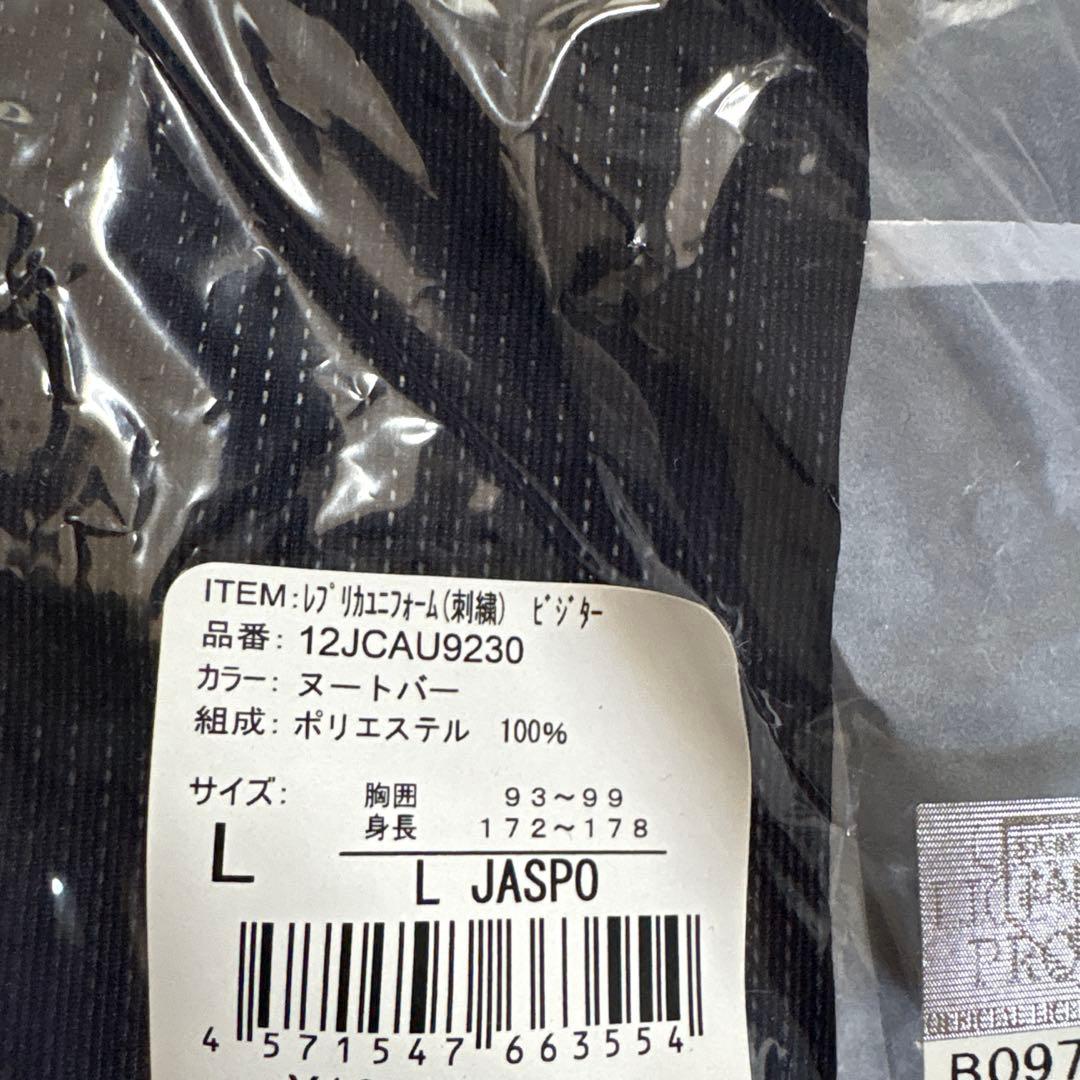 ITEM:ﾚﾌﾟﾘｶﾕﾆﾌｫｰﾑ(刺繍) ﾋﾞｼﾞﾀｰ
品番: 12JCAU9230
カラー: ヌートバー
組成: ポリエステル 100%
サイズ: 胸囲 93～99
身長 172～178
L
L JASPO
4 571547 663554
PRO
B097